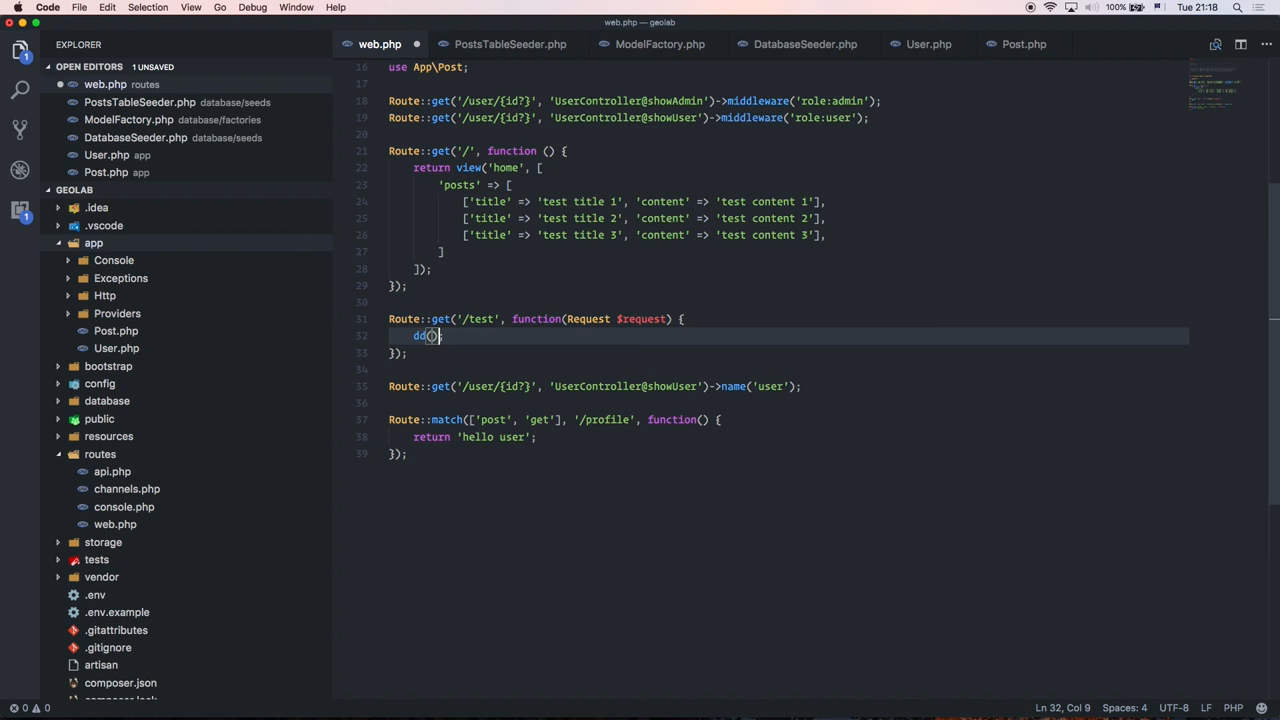 Code File Edit Selection View Go Debug Window Help 100% Tue 21:18
web.php — geolab
EXPLORER
OPEN EDITORS 1 UNSAVED
web.php routes
PostsTableSeeder.php database/seeds
ModelFactory.php database/factories
DatabaseSeeder.php database/seeds
User.php app
Post.php app
GEOLAB
.idea
.vscode
app
Console
Exceptions
Http
Providers
Post.php
User.php
bootstrap
config
database
public
resources
routes
api.php
channels.php
console.php
web.php
storage
tests
vendor
.env
.env.example
.gitattributes
.gitignore
artisan
composer.json
composer.lock
1
1
web.php PostsTableSeeder.php ModelFactory.php DatabaseSeeder.php User.php Post.php
16 use App\Post;
17
18 Route::get('/user/{id?}', 'UserController@showAdmin')->middleware('role:admin');
19 Route::get('/user/{id?}', 'UserController@showUser')->middleware('role:user');
20
21 Route::get('/', function () {
22 return view('home', [
23 'posts' => [
24 ['title' => 'test title 1', 'content' => 'test content 1'],
25 ['title' => 'test title 2', 'content' => 'test content 2'],
26 ['title' => 'test title 3', 'content' => 'test content 3'],
27 ]
28 ]);
29 });
30
31 Route::get('/test', function(Request $request) {
32 dd();
33 });
34
35 Route::get('/user/{id?}', 'UserController@showUser')->name('user');
36
37 Route::match(['post', 'get'], '/profile', function() {
38 return 'hello user';
39 });
0 0 Ln 32, Col 9 Spaces: 4 UTF-8 LF PHP